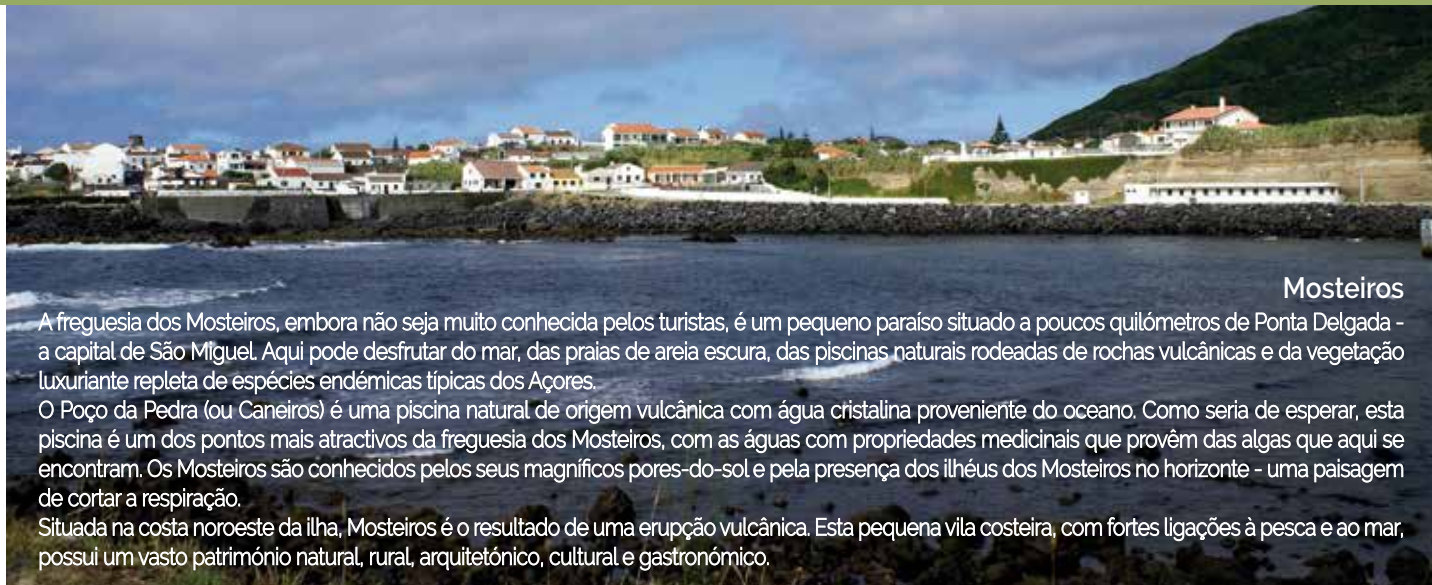 Mosteiros
A freguesia dos Mosteiros, embora não seja muito conhecida pelos turistas, é um pequeno paraíso situado a poucos quilómetros de Ponta Delgada -
a capital de São Miguel. Aqui pode desfrutar do mar, das praias de areia escura, das piscinas naturais rodeadas de rochas vulcânicas e da vegetação
luxuriante repleta de espécies endémicas típicas dos Açores.
O Poço da Pedra (ou Caneiros) é uma piscina natural de origem vulcânica com água cristalina proveniente do oceano. Como seria de esperar, esta
piscina é um dos pontos mais atractivos da freguesia dos Mosteiros, com as águas com propriedades medicinais que provêm das algas que aqui se
encontram. Os Mosteiros são conhecidos pelos seus magníficos pores-do-sol e pela presença dos ilhéus dos Mosteiros no horizonte - uma paisagem
de cortar a respiração.
Situada na costa noroeste da ilha, Mosteiros é o resultado de uma erupção vulcânica. Esta pequena vila costeira, com fortes ligações à pesca e ao mar,
possui um vasto património natural, rural, arquitetónico, cultural e gastronómico.